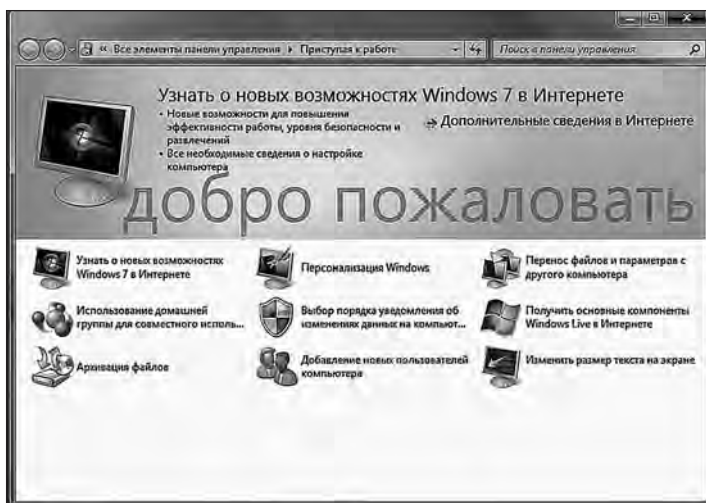 « Все элементы панели управления ▸ Приступая к работе
Поиск в панели управления
Узнать о новых возможностях Windows 7 в Интернете
• Новые возможности для повышения
эффективности работы, уровня безопасности и
развлечений
• Все необходимые сведения о настройке
компьютера
Дополнительные сведения в Интернете
добро пожаловать
Узнать о новых возможностях
Windows 7 в Интернете
Персонализация Windows
Перенос файлов и параметров с
другого компьютера
Использование домашней
группы для совместного исполь...
Выбор порядка уведомления об
изменениях данных на компьют...
Получить основные компоненты
Windows Live в Интернете
Архивация файлов
Добавление новых пользователей
компьютера
Изменить размер текста на экране